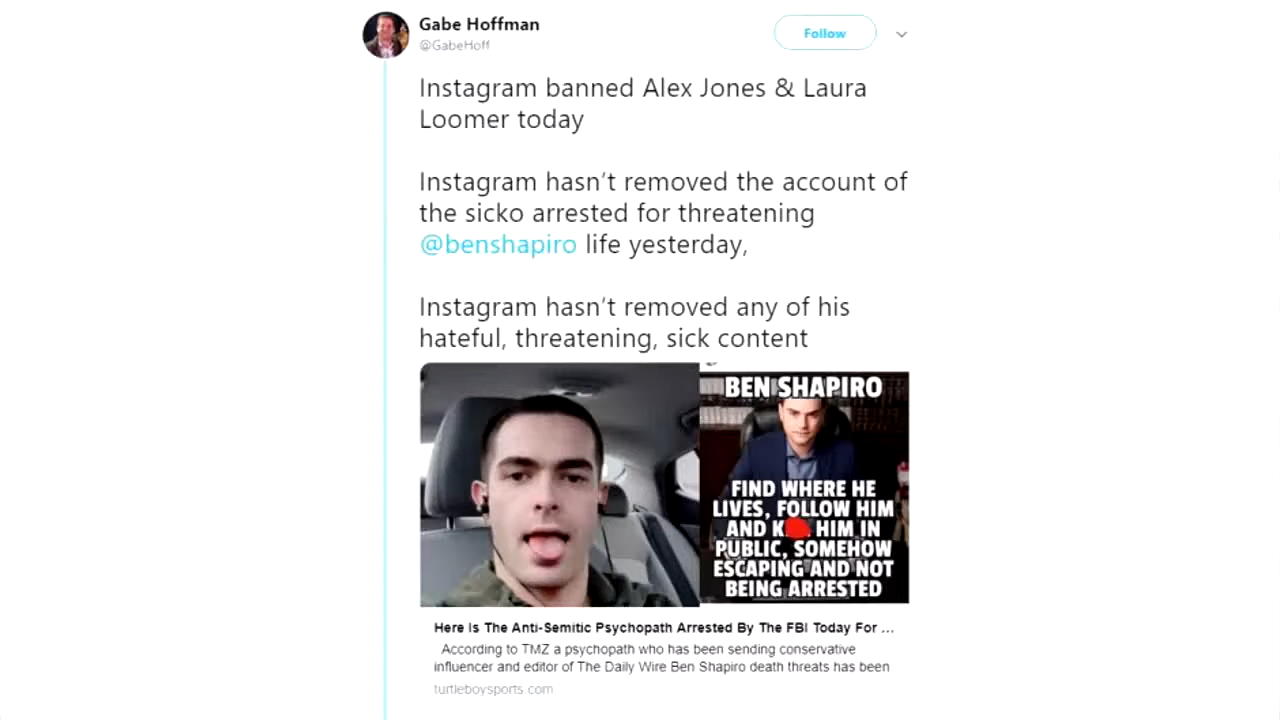 Gabe Hoffman
@GabeHoff
Follow
Instagram banned Alex Jones & Laura
Loomer today
Instagram hasn't removed the account of
the sicko arrested for threatening
@benshapiro life yesterday,
Instagram hasn't removed any of his
hateful, threatening, sick content
BEN SHAPIRO
FIND WHERE HE
LIVES, FOLLOW HIM
AND K HIM IN
PUBLIC, SOMEHOW
ESCAPING AND NOT
BEING ARRESTED
Here Is The Anti-Semitic Psychopath Arrested By The FBI Today For ...
According to TMZ a psychopath who has been sending conservative
influencer and editor of The Daily Wire Ben Shapiro death threats has been
turtleboysports.com